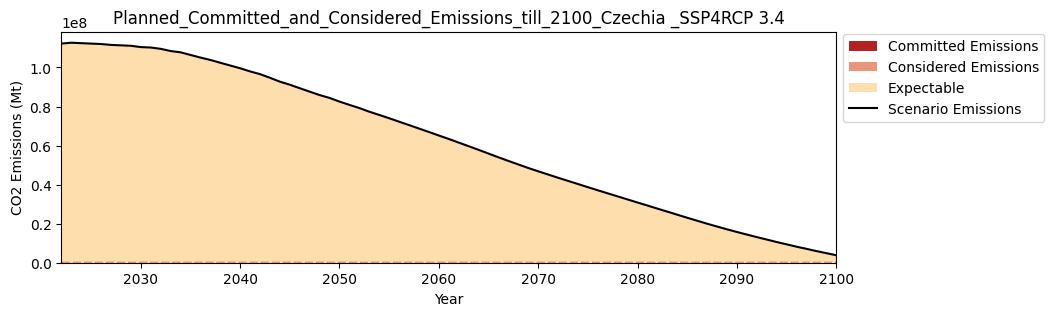 Planned_Committed_and_Considered_Emissions_till_2100_Czechia _SSP4RCP 3.4
1e8
Committed Emissions
Considered Emissions
Expectable
Scenario Emissions
CO2 Emissions (Mt)
1.0
0.8
0.6
0.4
0.2
0.0
2030 2040 2050 2060 2070 2080 2090 2100
Year